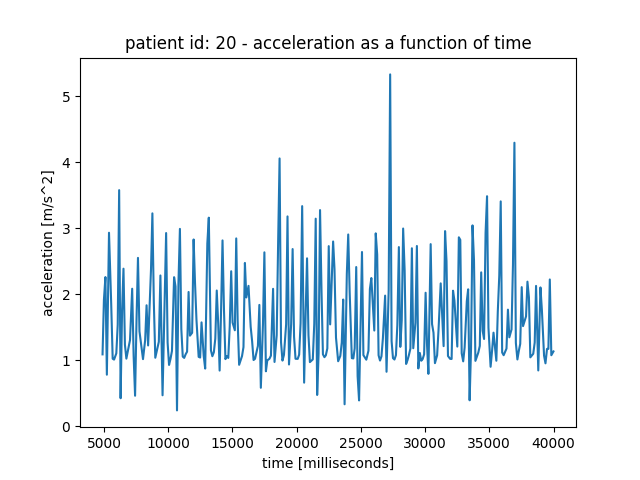 patient id: 20 - acceleration as a function of time
acceleration [m/s^2]
5
4
3
2
1
0
5000 10000 15000 20000 25000 30000 35000 40000
time [milliseconds]